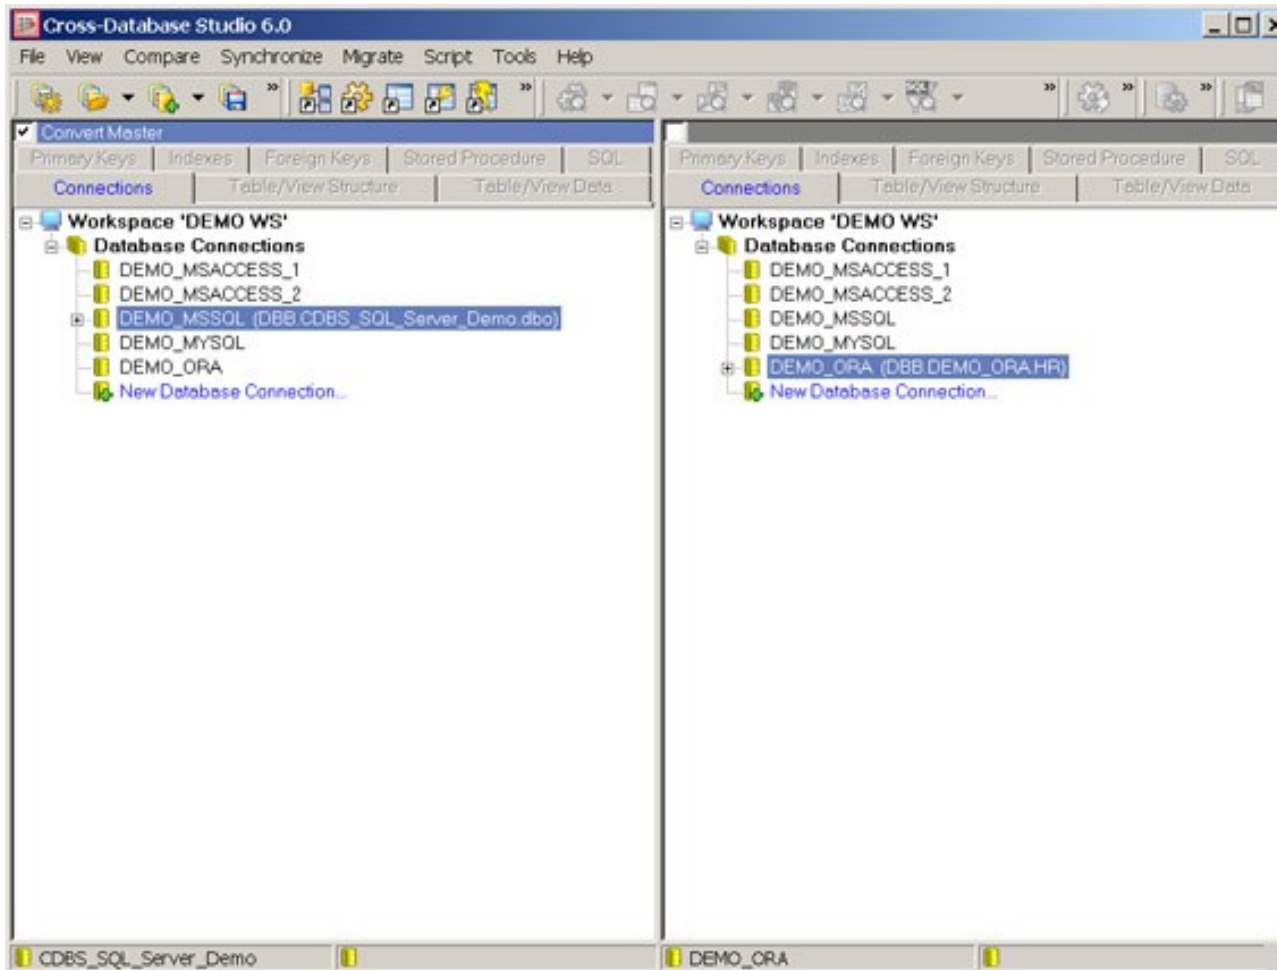 Cross-Database Studio 6.0
File View Compare Synchronize Migrate Script Tools Help
Convert Master
Primary Keys Indexes Foreign Keys Stored Procedure SQL
Connections Table/View Structure Table/View Data
Workspace 'DEMO WS'
Database Connections
DEMO_MSACCESS_1
DEMO_MSACCESS_2
DEMO_MSSQL (DBB.CDBS_SQL_Server_Demo.dbo)
DEMO_MYSQL
DEMO_ORA
New Database Connection...
CDBS_SQL_Server_Demo
Primary Keys Indexes Foreign Keys Stored Procedure SQL
Connections Table/View Structure Table/View Data
Workspace 'DEMO WS'
Database Connections
DEMO_MSACCESS_1
DEMO_MSACCESS_2
DEMO_MSSQL
DEMO_MYSQL
DEMO_ORA (DBB.DEMO_ORA.HR)
New Database Connection...
DEMO_ORA